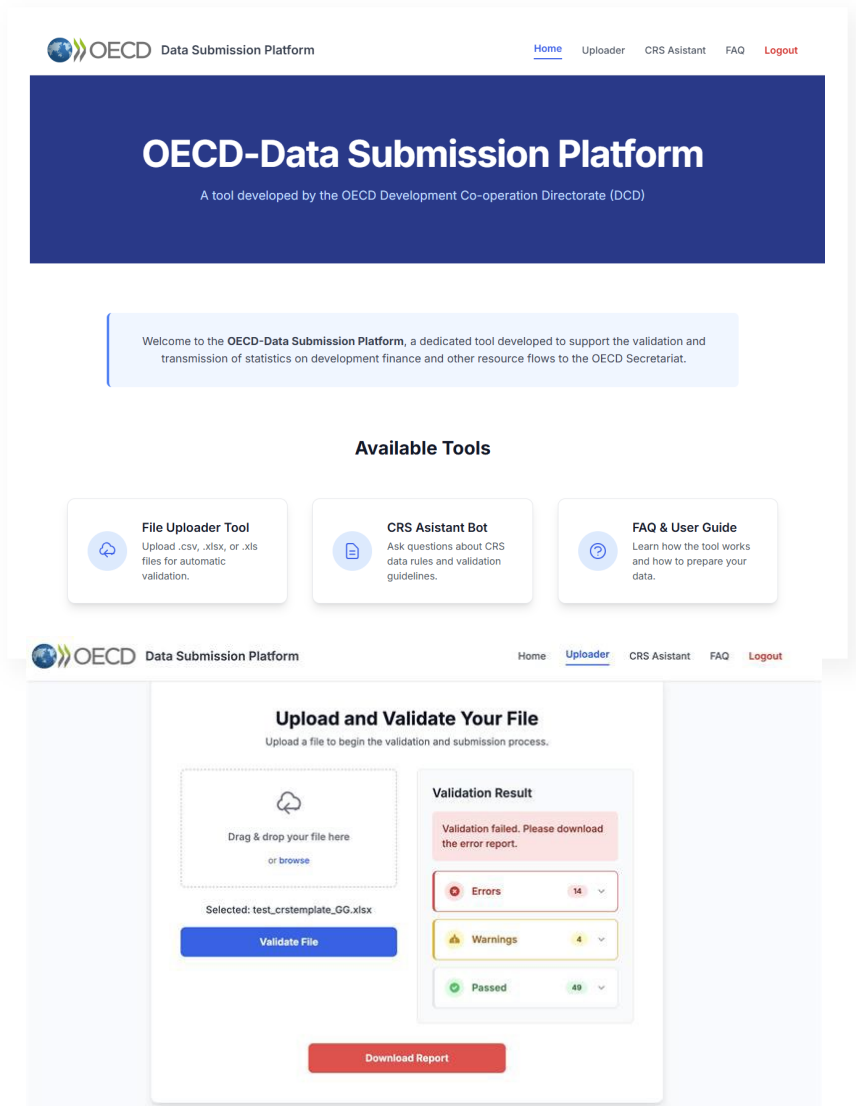 OECD Data Submission Platform
Home Uploader CRS Asistant FAQ Logout
OECD-Data Submission Platform
A tool developed by the OECD Development Co-operation Directorate (DCD)
Welcome to the OECD-Data Submission Platform, a dedicated tool developed to support the validation and
transmission of statistics on development finance and other resource flows to the OECD Secretariat.
Available Tools
File Uploader Tool
Upload .csv, .xlsx, or .xls
files for automatic
validation.
CRS Asistant Bot
Ask questions about CRS
data rules and validation
guidelines.
FAQ & User Guide
Learn how the tool works
and how to prepare your
data.
OECD Data Submission Platform
Home Uploader CRS Asistant FAQ Logout
Upload and Validate Your File
Upload a file to begin the validation and submission process.
Drag & drop your file here
or browse
Selected: test_crstemplate_GG.xlsx
Validate File
Validation Result
Validation failed. Please download
the error report.
Errors 14
Warnings 4
Passed 49
Download Report